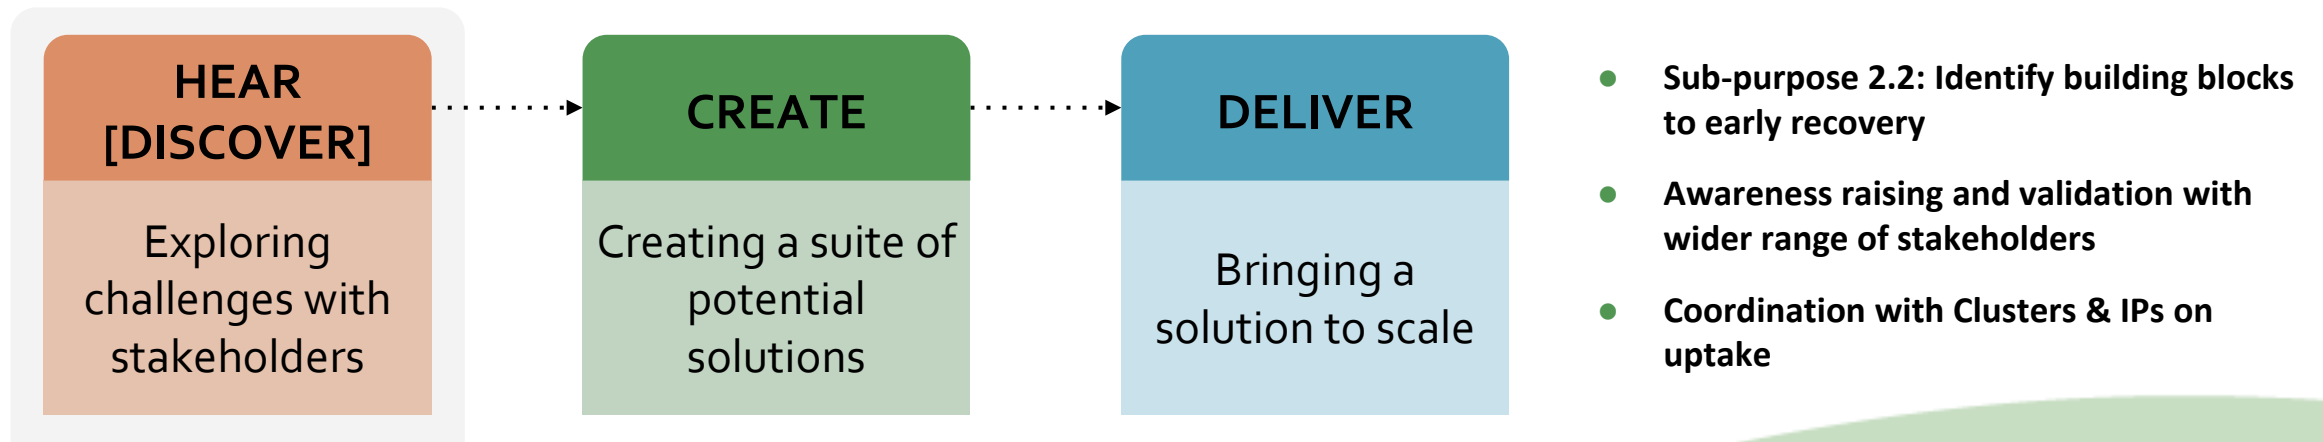 HEAR
[DISCOVER]
Exploring
challenges with
stakeholders
CREATE
Creating a suite of
potential
solutions
DELIVER
Bringing a
solution to scale
● Sub-purpose 2.2: Identify building blocks
to early recovery
● Awareness raising and validation with
wider range of stakeholders
● Coordination with Clusters & IPs on
uptake